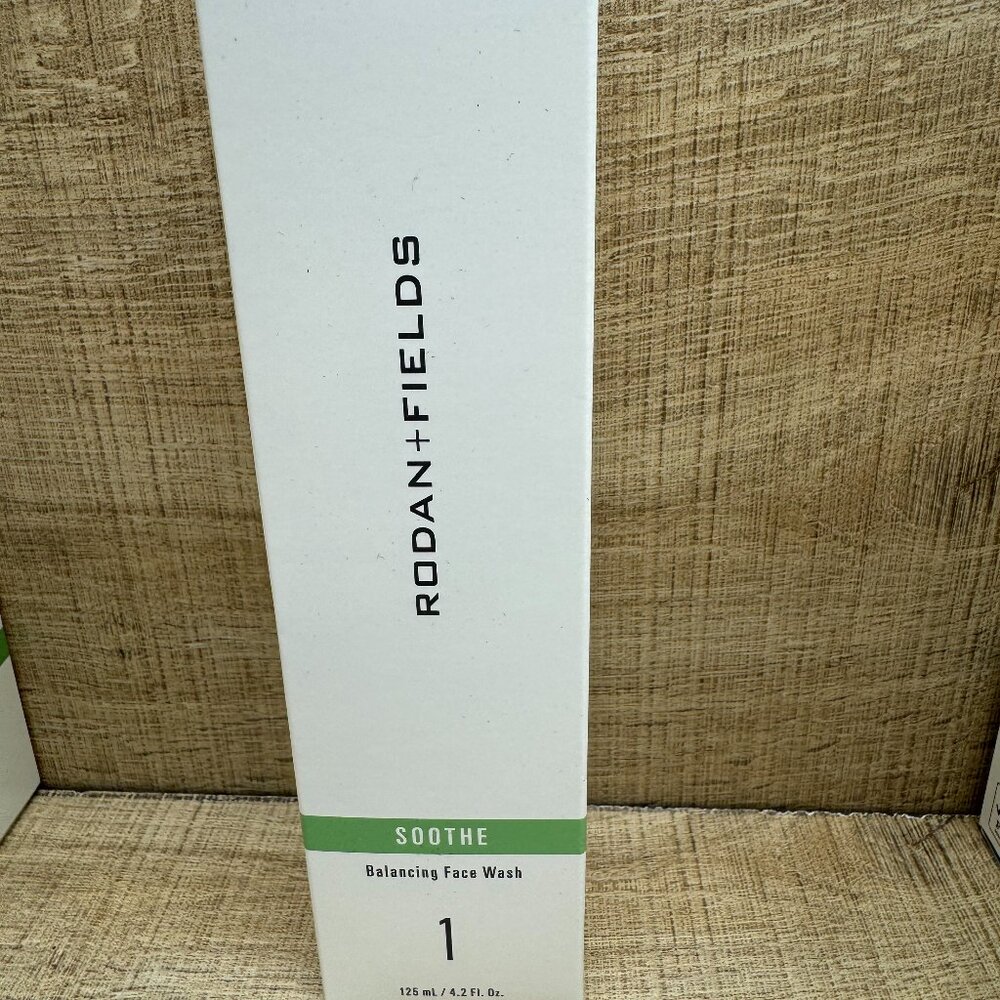 RODAN+FIELDS
SOOTHE
Balancing Face Wash
1
125 mL / 4.2 Fl. Oz.